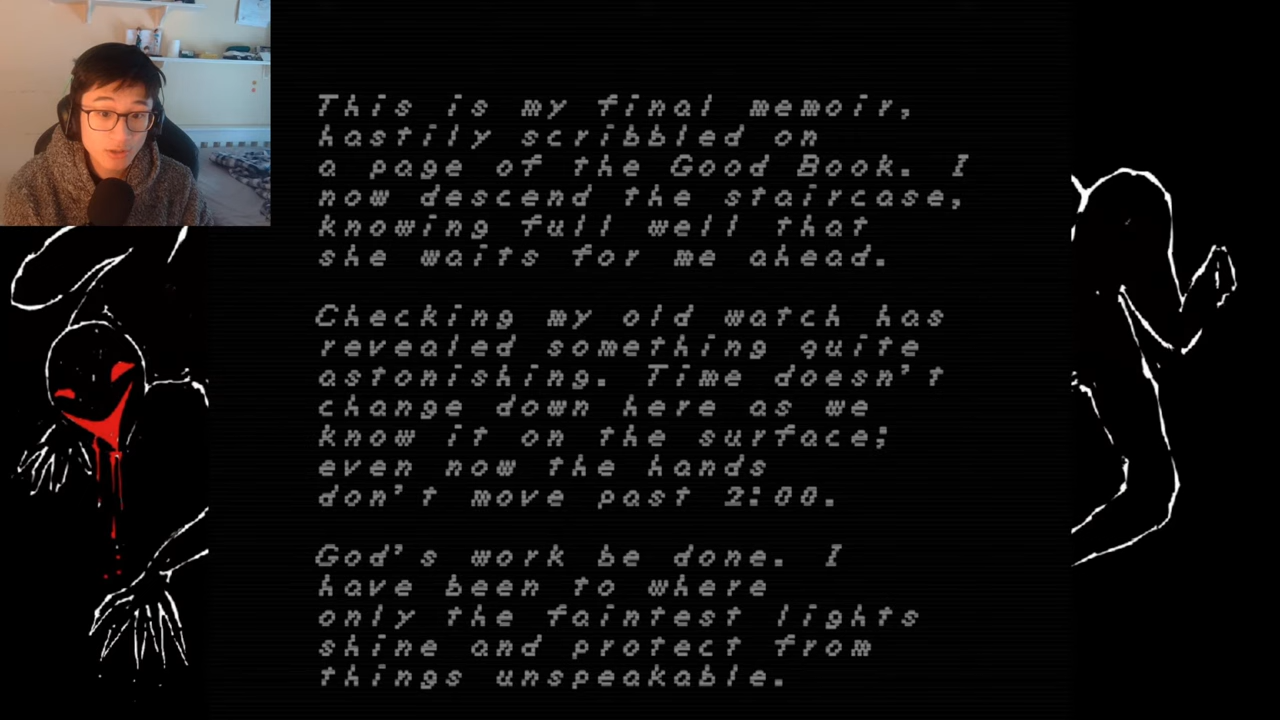 This is my final memoir,
hastily scribbled on
a page of the Good Book. I
now descend the staircase,
knowing full well that
she waits for me ahead.
Checking my old watch has
revealed something quite
astonishing. Time doesn't
change down here as we
know it on the surface;
even now the hands
don't move past 2:00.
God's work be done. I
have been to where
only the faintest lights
shine and protect from
things unspeakable.